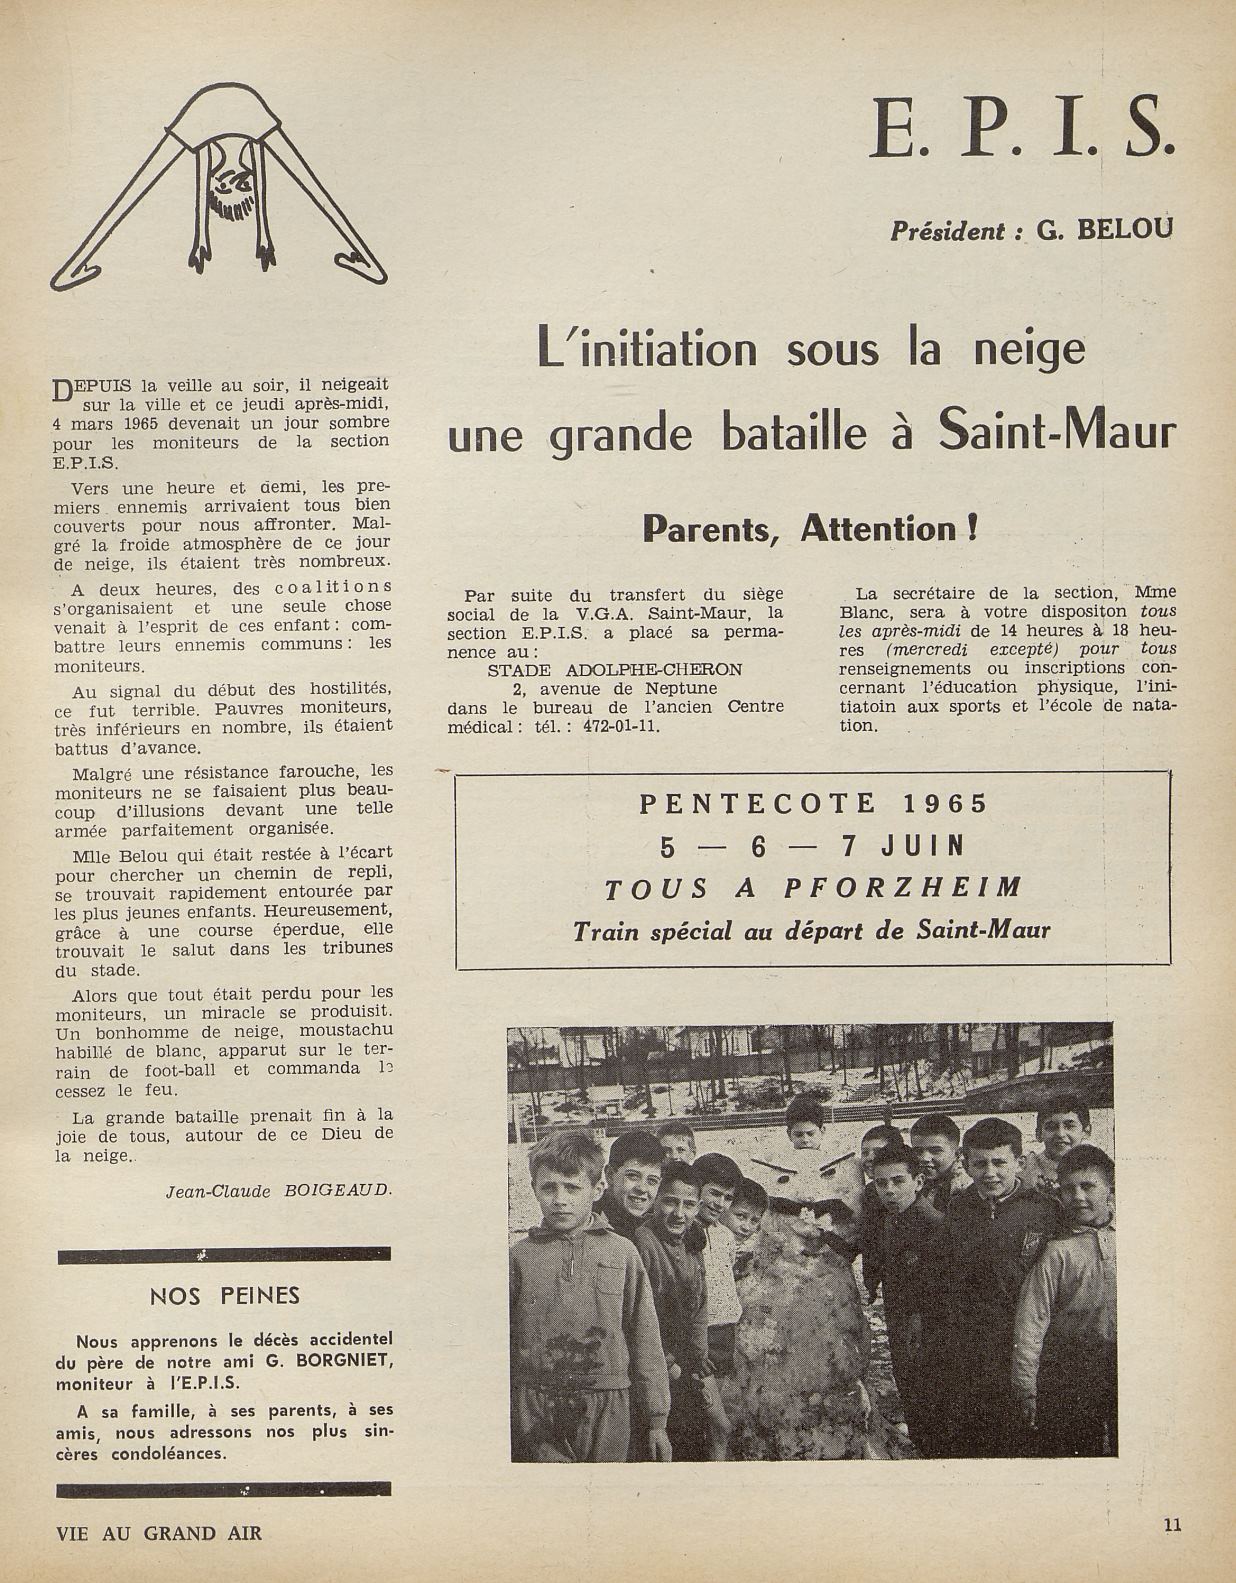 E. P. I. S.
Président : G. BELOU
L'initiation sous la neige
une grande bataille à Saint-Maur
DEPUIS la veille au soir, il neigeait
sur la ville et ce jeudi après-midi,
4 mars 1965 devenait un jour sombre
pour les moniteurs de la section
E.P.I.S.
Vers une heure et demi, les pre-
miers ennemis arrivaient tous bien
couverts pour nous affronter. Mal-
gré la froide atmosphère de ce jour
de neige, ils étaient très nombreux.
A deux heures, des coalitions
s'organisaient et une seule chose
venait à l'esprit de ces enfant : com-
battre leurs ennemis communs : les
moniteurs.
Au signal du début des hostilités,
ce fut terrible. Pauvres moniteurs,
très inférieurs en nombre, ils étaient
battus d'avance.
Malgré une résistance farouche, les
moniteurs ne se faisaient plus beau-
coup d'illusions devant une telle
armée parfaitement organisée.
Mlle Belou qui était restée à l'écart
pour chercher un chemin de repli,
se trouvait rapidement entourée par
les plus jeunes enfants. Heureusement,
grâce à une course éperdue, elle
trouvait le salut dans les tribunes
du stade.
Alors que tout était perdu pour les
moniteurs, un miracle se produisit.
Un bonhomme de neige, moustachu
habillé de blanc, apparut sur le ter-
rain de foot-ball et commanda le
cessez le feu.
La grande bataille prenait fin à la
joie de tous, autour de ce Dieu de
la neige.
Jean-Claude BOIGEAUD.
NOS PEINES
Nous apprenons le décès accidentel
du père de notre ami G. BORGNIET,
moniteur à l'E.P.I.S.
A sa famille, à ses parents, à ses
amis, nous adressons nos plus sin-
cères condoléances.
Parents, Attention !
Par suite du transfert du siège
social de la V.G.A. Saint-Maur, la
section E.P.I.S. a placé sa perma-
nence au :
STADE ADOLPHE-CHERON
2, avenue de Neptune
dans le bureau de l'ancien Centre
médical : tél. : 472-01-11.
La secrétaire de la section, Mme
Blanc, sera à votre dispositon tous
les après-midi de 14 heures à 18 heu-
res (mercredi excepté) pour tous
renseignements ou inscriptions con-
cernant l'éducation physique, l'ini-
tiatoin aux sports et l'école de nata-
tion.
PENTECOTE 1965
5 — 6 — 7 JUIN
TOUS A PFORZHEIM
Train spécial au départ de Saint-Maur
VIE AU GRAND AIR
11